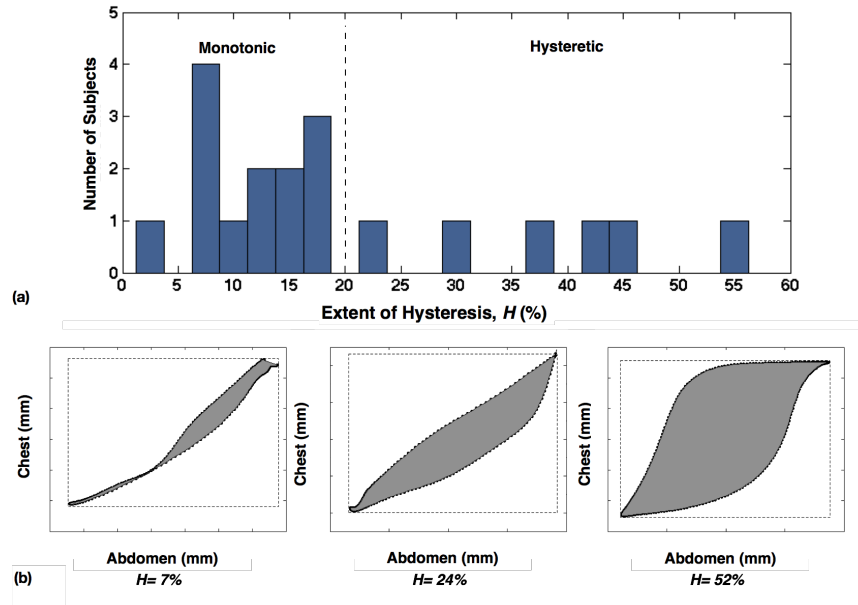 5
4
3
2
1
0
Number of Subjects
Monotonic
Hysteretic
0 5 10 15 20 25 30 35 40 45 50 55 60
Extent of Hysteresis, H (%)
(a)
Chest (mm)
Chest (mm)
Chest (mm)
Abdomen (mm)
Abdomen (mm)
Abdomen (mm)
(b)
H= 7%
H= 24%
H= 52%